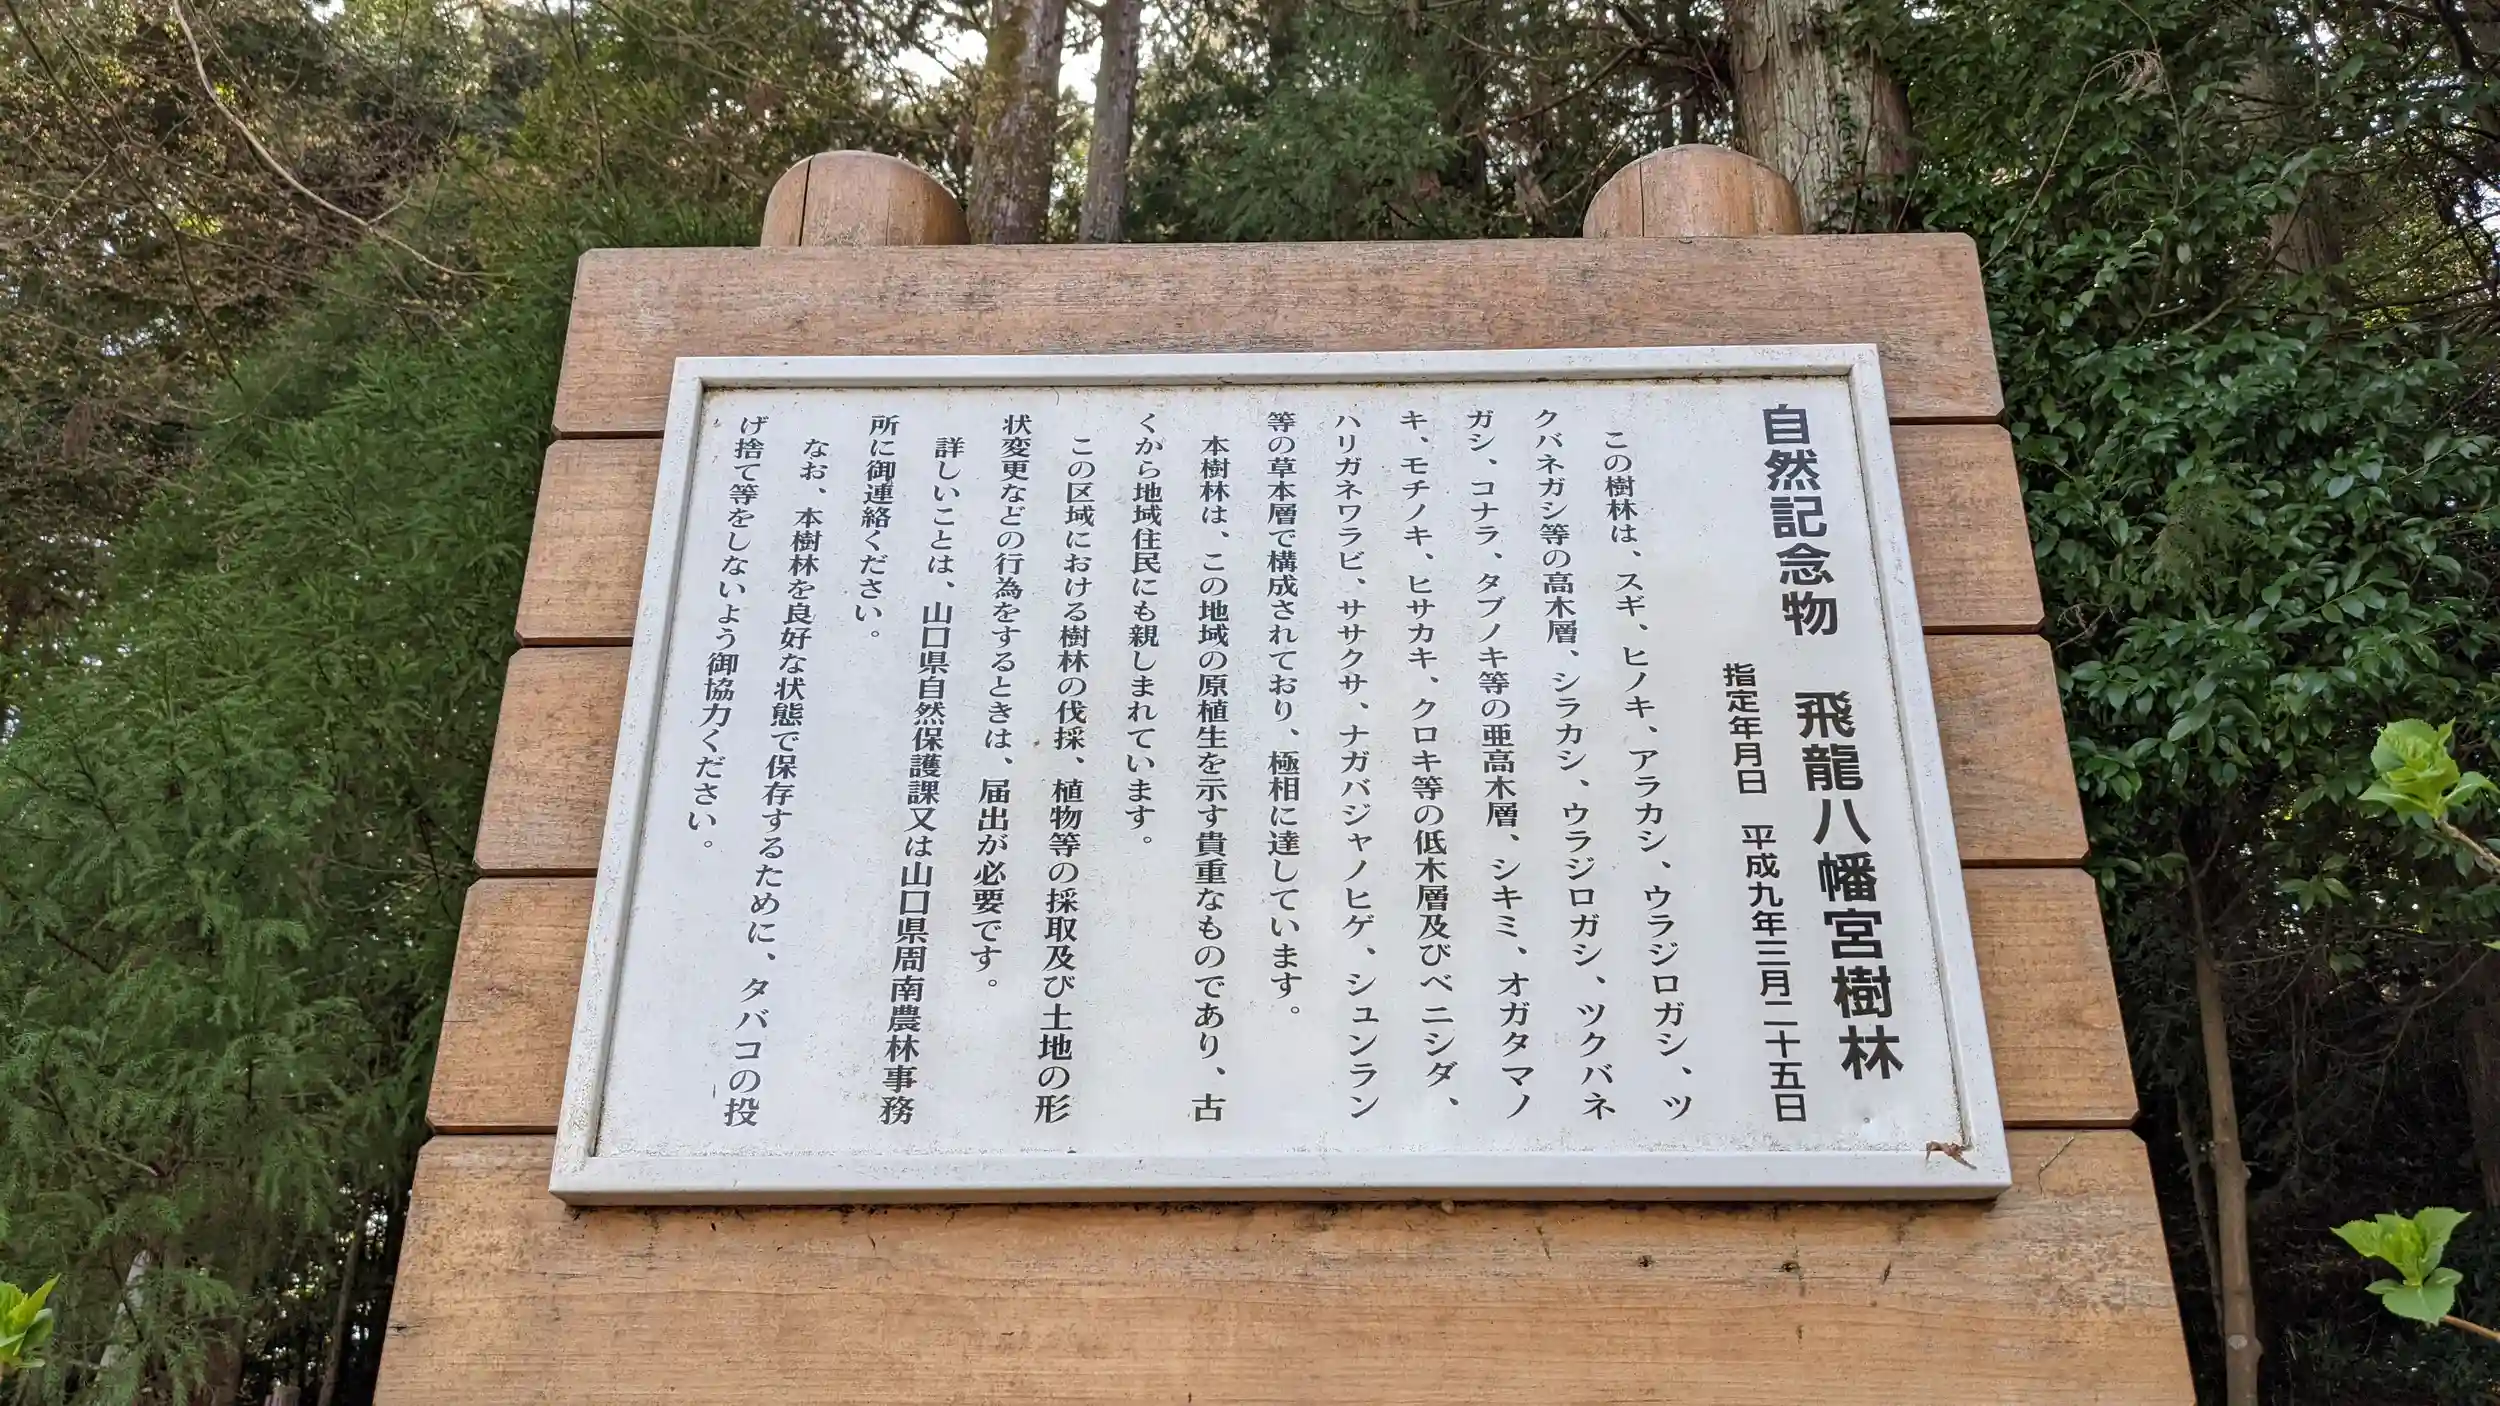 自然記念物　飛龍八幡宮樹林
指定年月日　平成九年三月二十五日
この樹林は、スギ、ヒノキ、アラカシ、ウラジロガシ、ツ
クバネガシ等の高木層、シラカシ、ウラジロガシ、ツクバネ
ガシ、コナラ、タブノキ等の亜高木層、シキミ、オガタマノ
キ、モチノキ、ヒサカキ、クロキ等の低木層及びベニシダ、
ハリガネワラビ、ササクサ、ナガバジャノヒゲ、シュンラン
等の草本層で構成されており、極相に達しています。
本樹林は、この地域の原植生を示す貴重なものであり、古
くから地域住民にも親しまれています。
この区域における樹林の伐採、植物等の採取及び土地の形
状変更などの行為をするときは、届出が必要です。
詳しいことは、山口県自然保護課又は山口県周南農林事務
所に御連絡ください。
なお、本樹林を良好な状態で保存するために、タバコの投
げ捨て等をしないよう御協力ください。